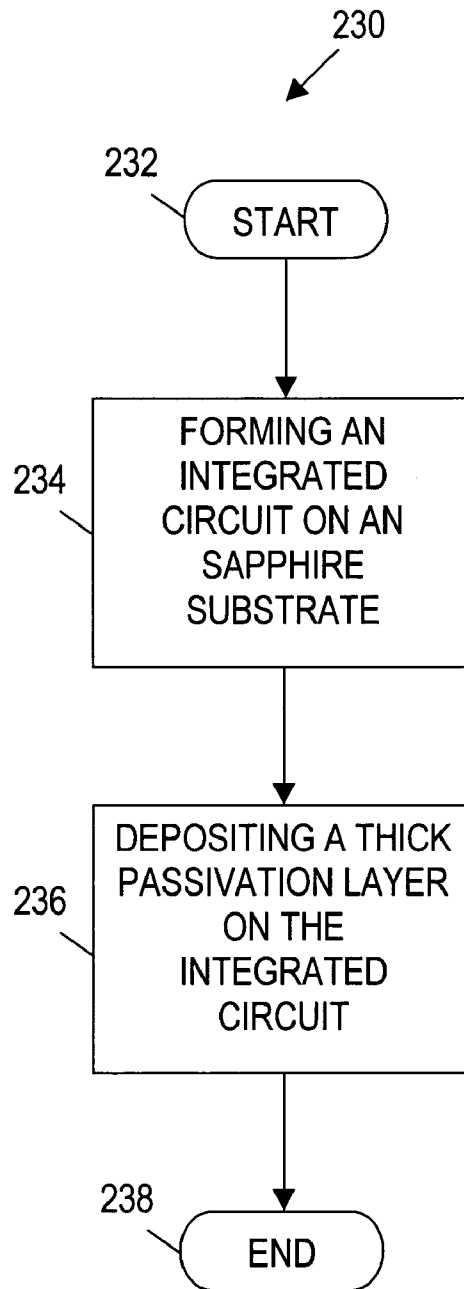 230
232
START
234
FORMING AN
INTEGRATED
CIRCUIT ON AN
SAPPHIRE
SUBSTRATE
236
DEPOSITING A THICK
PASSIVATION LAYER
ON THE
INTEGRATED
CIRCUIT
238
END